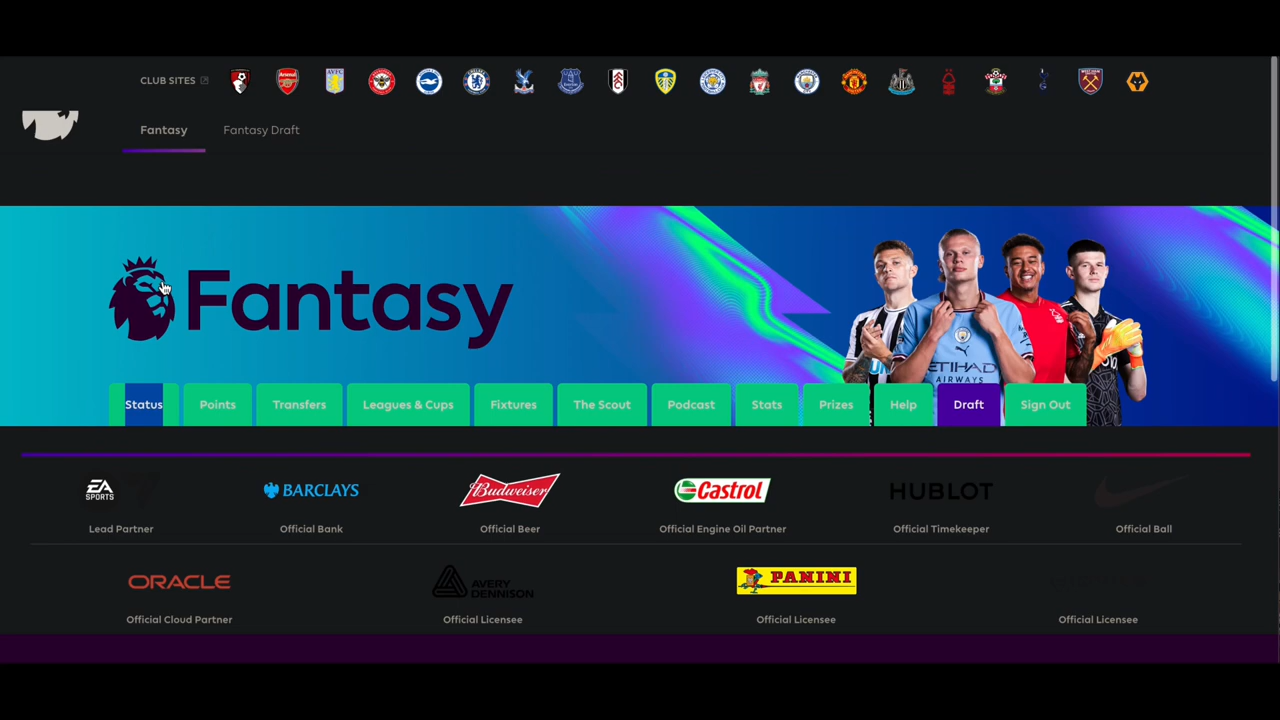 CLUB SITES
Fantasy Fantasy Draft
Fantasy
ETIHAD
AIRWAYS
Status Points Transfers Leagues & Cups Fixtures The Scout Podcast Stats Prizes Help Draft Sign Out
EA SPORTS BARCLAYS Budweiser Castrol HUBLOT
Lead Partner Official Bank Official Beer Official Engine Oil Partner Official Timekeeper Official Ball
ORACLE AVERY DENNISON PANINI
Official Cloud Partner Official Licensee Official Licensee Official Licensee